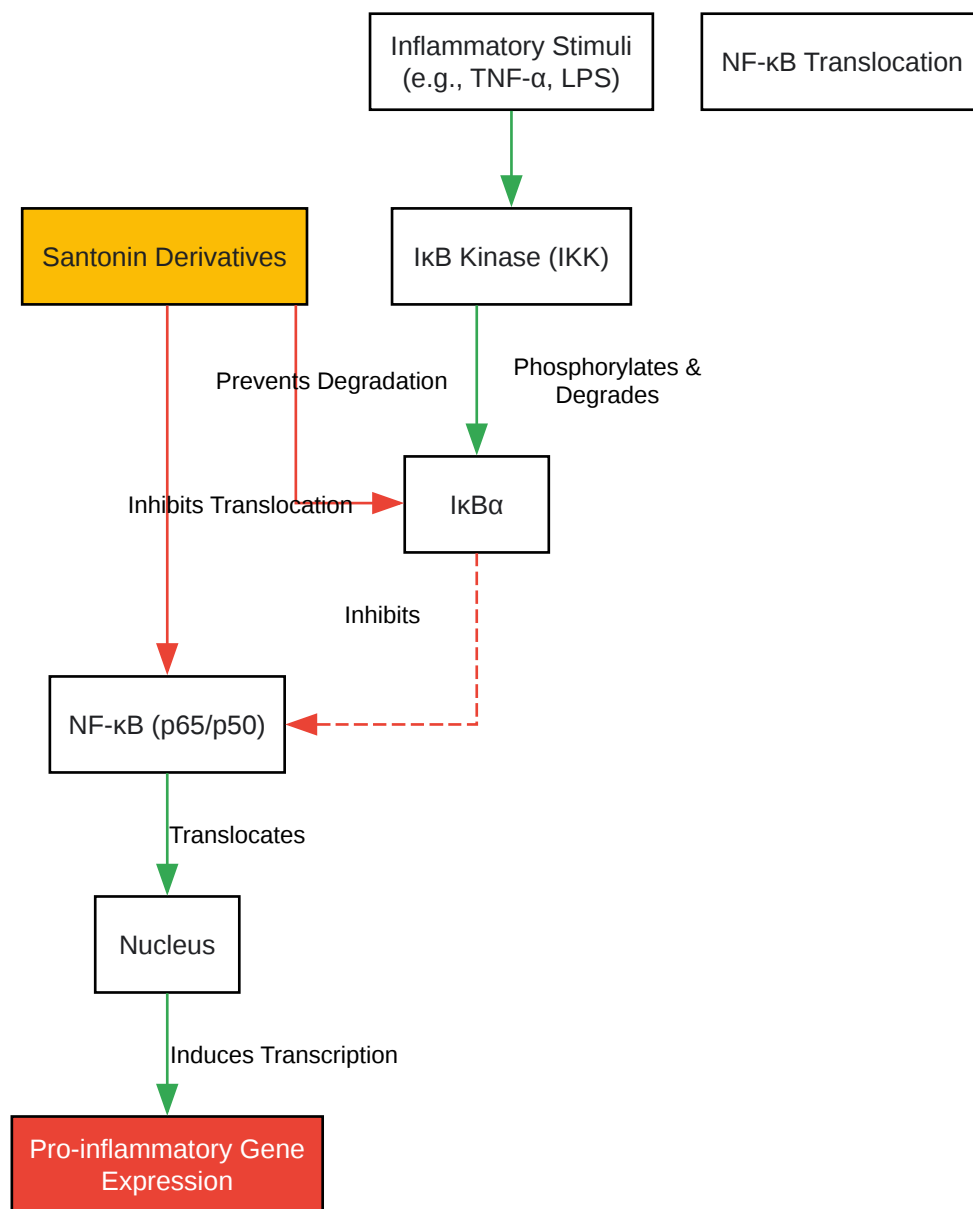 Inflammatory Stimuli
(e.g., TNF-α, LPS)
NF-κB Translocation
Santonin Derivatives
IκB Kinase (IKK)
Prevents Degradation
Phosphorylates &
Degrades
Inhibits Translocation
IκBα
Inhibits
NF-κB (p65/p50)
Translocates
Nucleus
Induces Transcription
Pro-inflammatory Gene
Expression